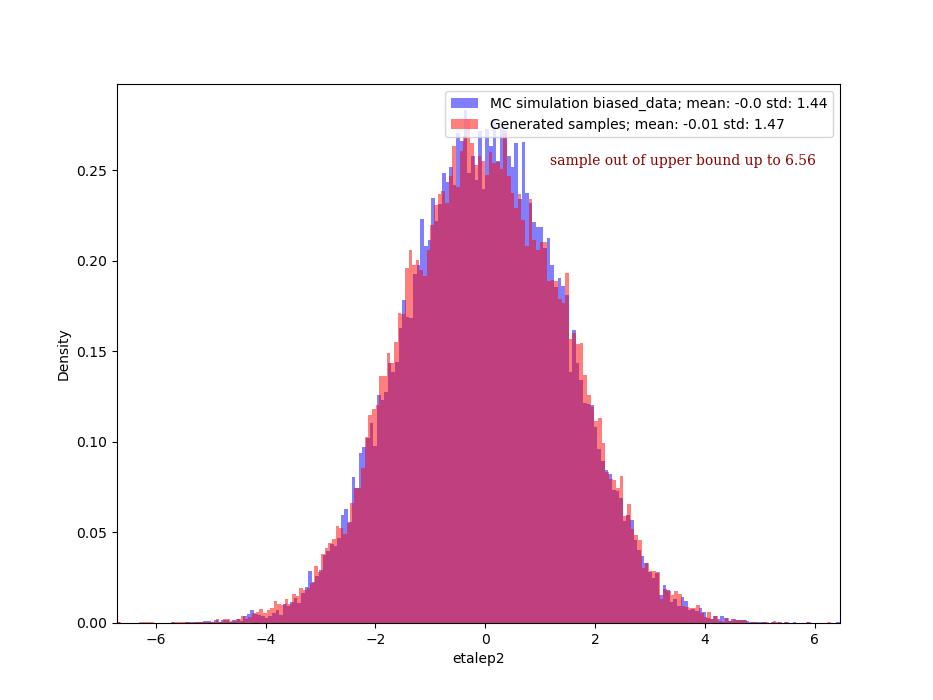 MC simulation biased_data; mean: -0.0 std: 1.44
Generated samples; mean: -0.01 std: 1.47
sample out of upper bound up to 6.56
0.25
0.20
0.15
0.10
0.05
0.00
Density
−6 −4 −2 0 2 4 6
etalep2